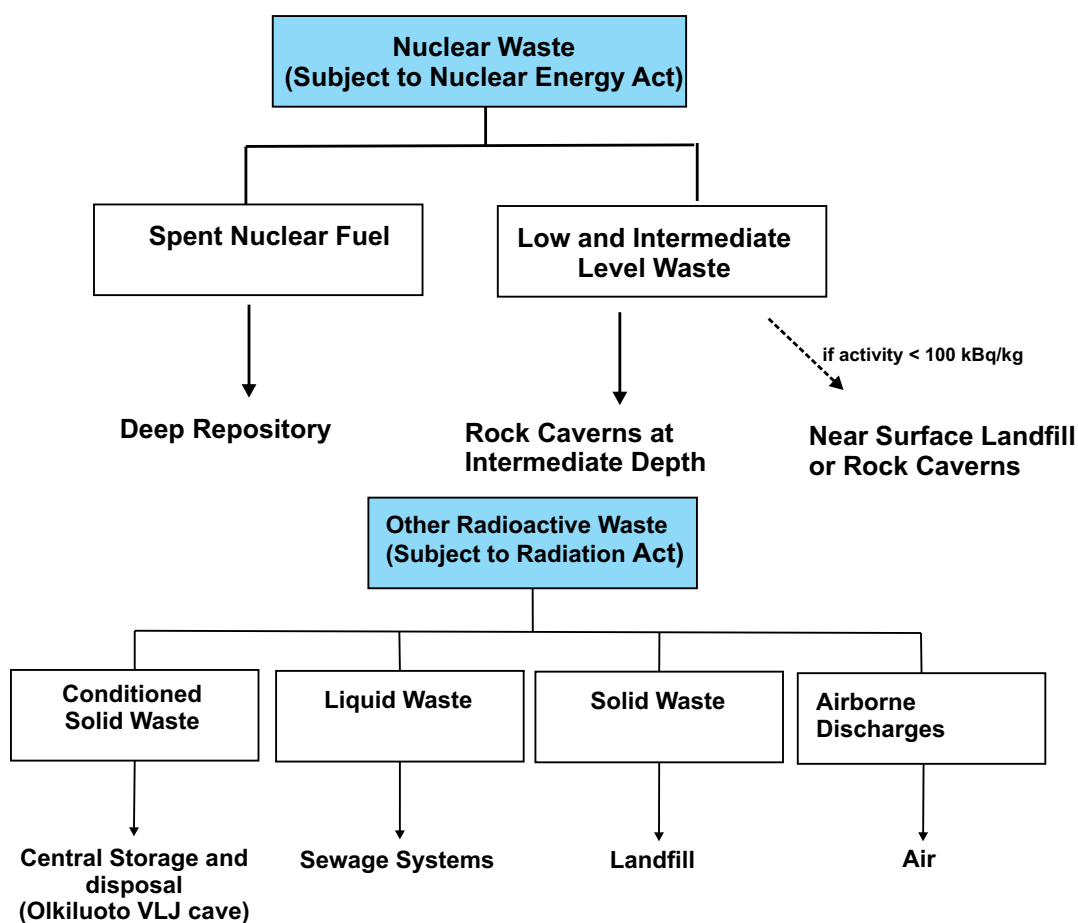 Nuclear Waste
(Subject to Nuclear Energy Act)
Spent Nuclear Fuel
Low and Intermediate
Level Waste
if activity < 100 kBq/kg
Deep Repository
Rock Caverns at
Intermediate Depth
Near Surface Landfill
or Rock Caverns
Other Radioactive Waste
(Subject to Radiation Act)
Conditioned
Solid Waste
Liquid Waste
Solid Waste
Airborne
Discharges
Central Storage and
disposal
(Olkiluoto VLJ cave)
Sewage Systems
Landfill
Air